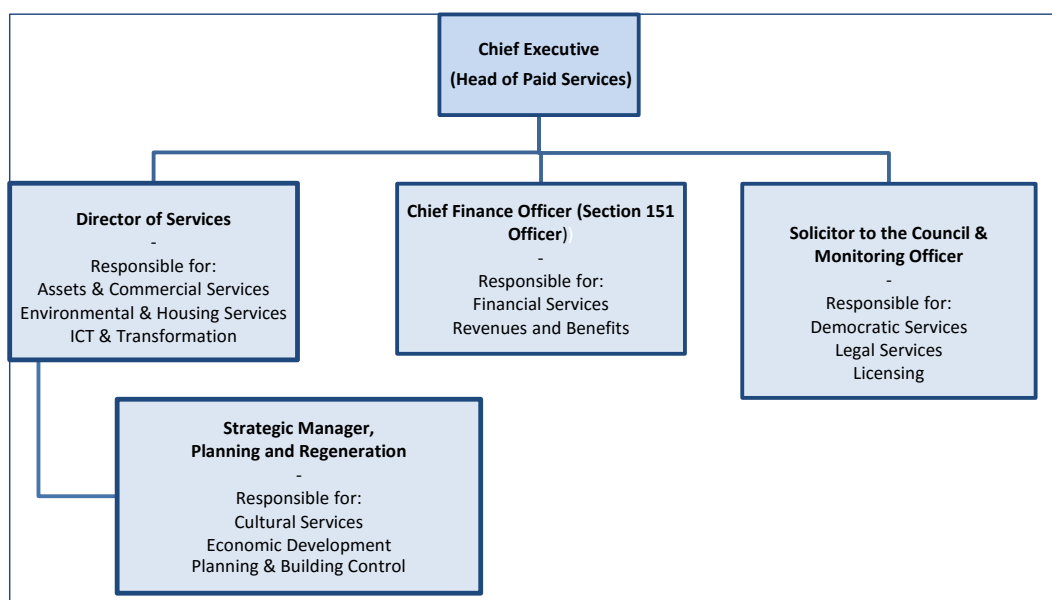 Chief Executive
(Head of Paid Services)
Director of Services
-
Responsible for:
Assets & Commercial Services
Environmental & Housing Services
ICT & Transformation
Chief Finance Officer (Section 151
Officer)
-
Responsible for:
Financial Services
Revenues and Benefits
Solicitor to the Council &
Monitoring Officer
-
Responsible for:
Democratic Services
Legal Services
Licensing
Strategic Manager,
Planning and Regeneration
-
Responsible for:
Cultural Services
Economic Development
Planning & Building Control